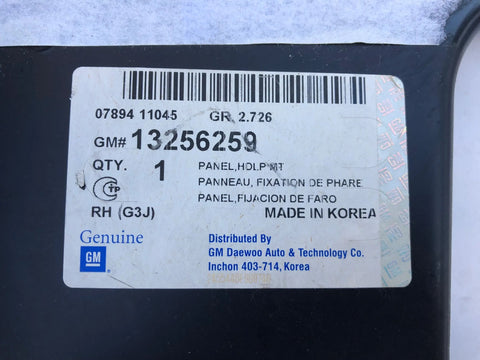 07894 11045 GR. 2.726
GM# 13256259
QTY. 1 PANEL,HDLP MT
PANNEAU, FIXATION DE PHARE
PANEL,FIJACION DE FARO
RH (G3J) MADE IN KOREA
Genuine
GM
Distributed By
GM Daewoo Auto & Technology Co.
Inchon 403-714, Korea